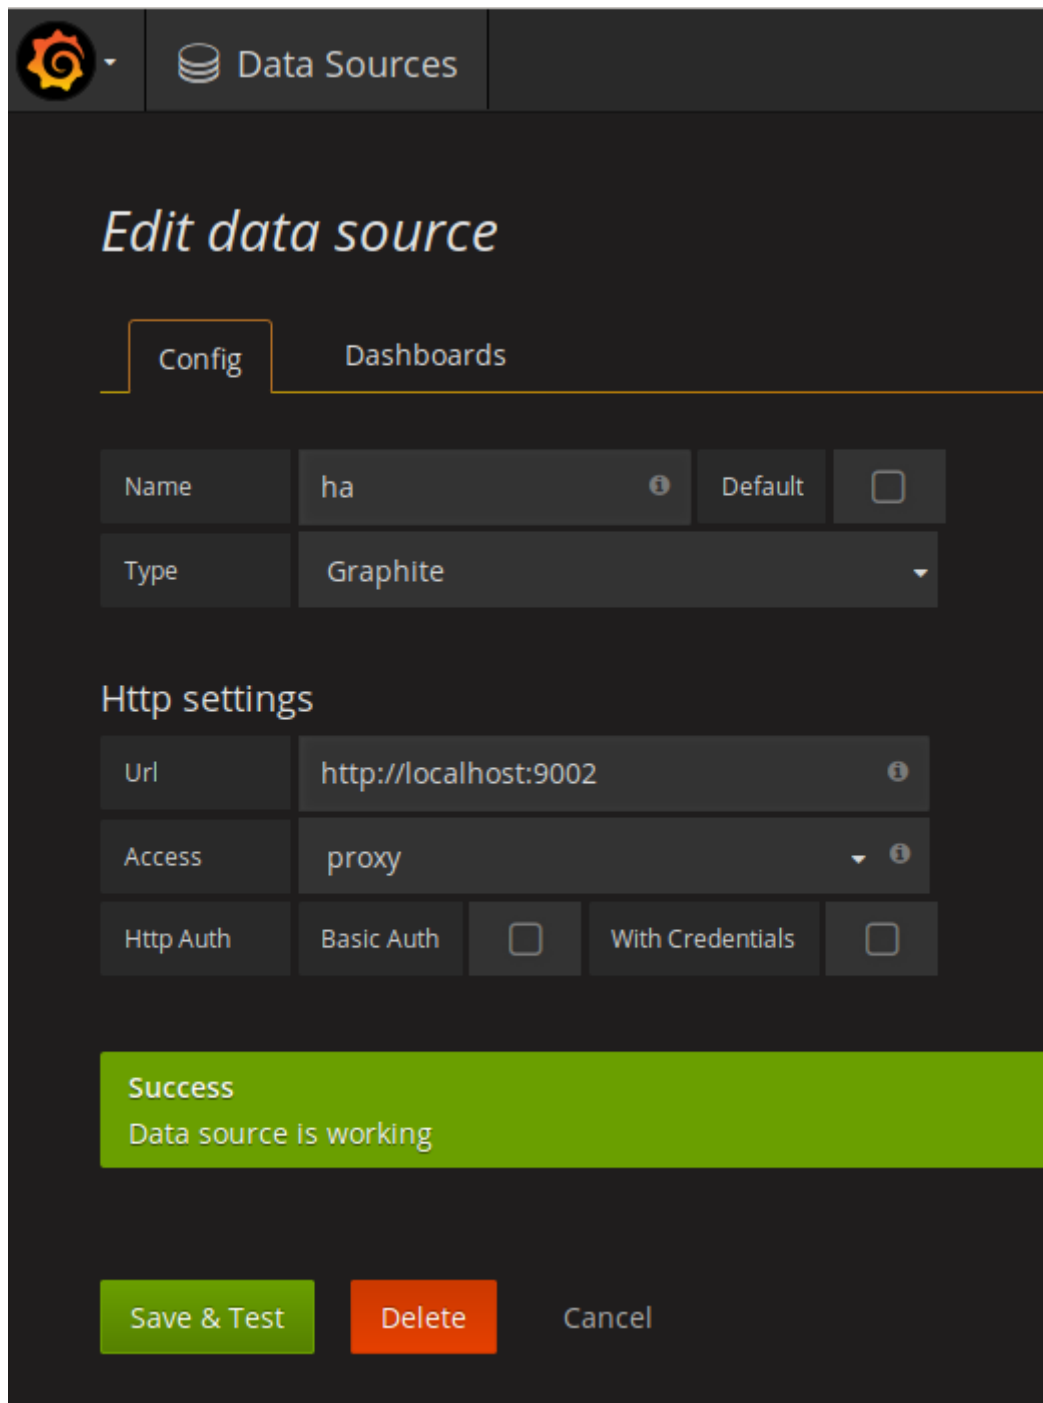 Data Sources
Edit data source
Config Dashboards
Name ha Default
Type Graphite
Http settings
Url http://localhost:9002
Access proxy
Http Auth Basic Auth With Credentials
Success
Data source is working
Save & Test Delete Cancel